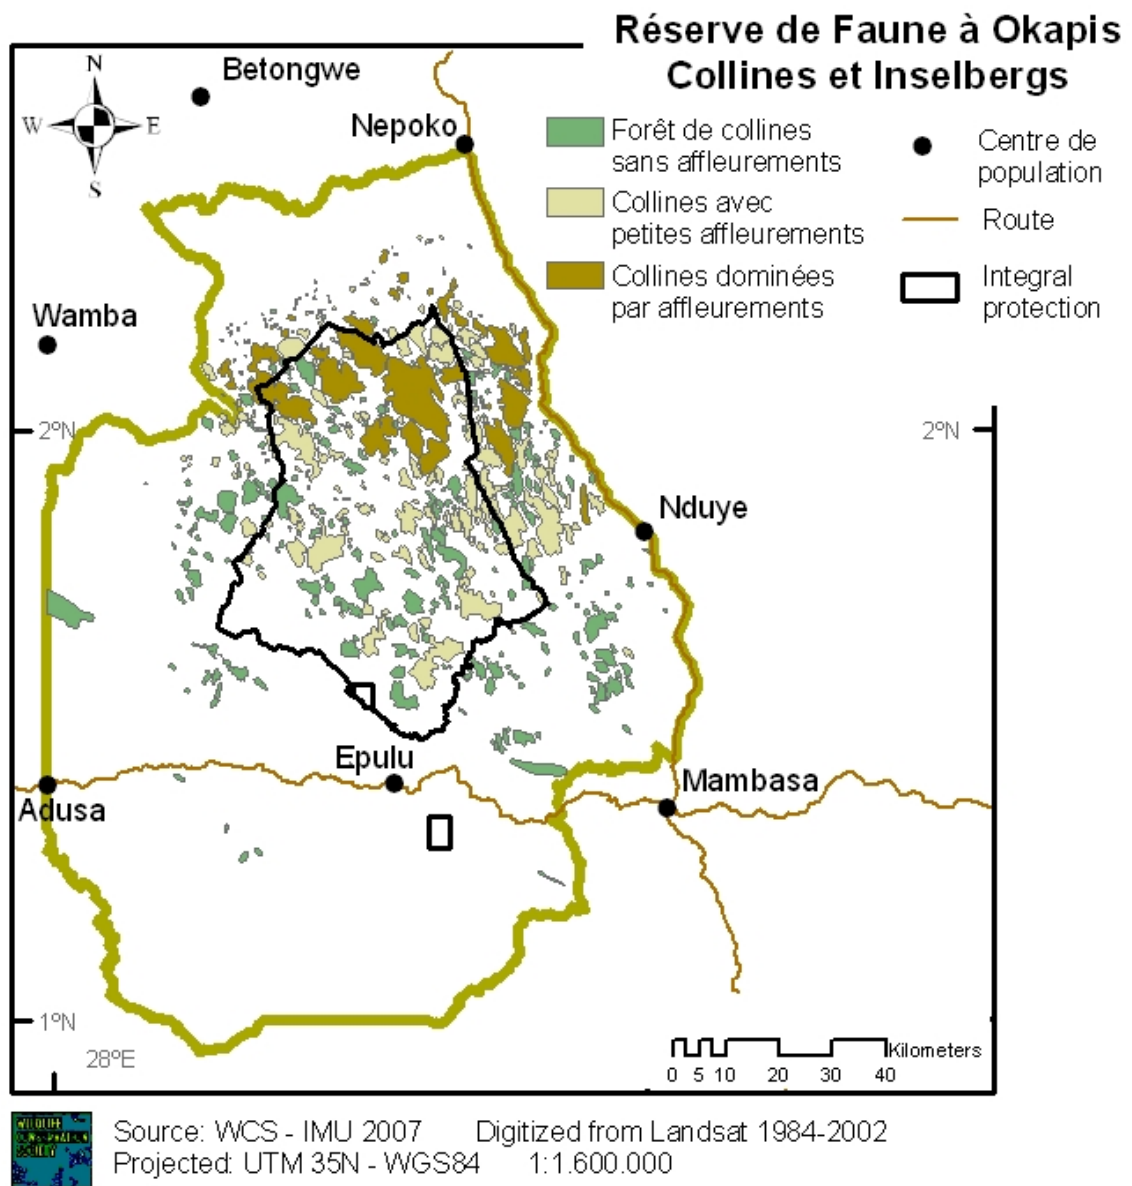 Réserve de Faune à Okapis
Collines et Inselbergs
N
W
E
S
Betongwe
Nepoko
Wamba
Forêt de collines
sans affleurements
Collines avec
petites affleurements
Collines dominées
par affleurements
Centre de
population
Route
Integral
protection
2ºN
2ºN
Nduye
Epulu
Mambasa
Adusa
1ºN
28ºE
Kilometers
0 5 10 20 30 40
WILDLIFE
CONSERVATION
SOCIETY
Source: WCS - IMU 2007 Digitized from Landsat 1984-2002
Projected: UTM 35N - WGS84 1:1.600.000